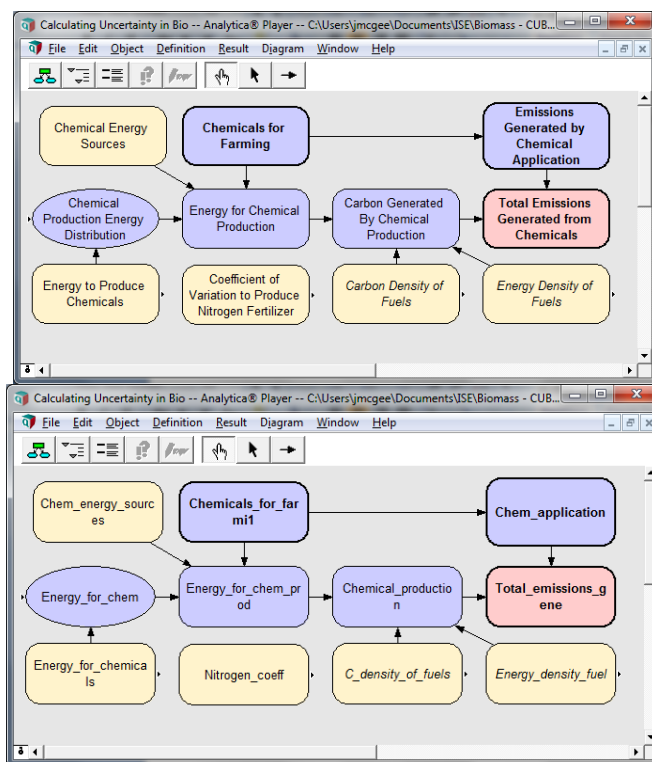 Calculating Uncertainty in Bio -- Analytica® Player -- C:\Users\jmcgee\Documents\ISE\Biomass - CUB...
File Edit Object Definition Result Diagram Window Help
Chemical Energy
Sources
Chemicals for
Farming
Emissions
Generated by
Chemical
Application
Chemical
Production Energy
Distribution
Energy for Chemical
Production
Carbon Generated
By Chemical
Production
Total Emissions
Generated from
Chemicals
Energy to Produce
Chemicals
Coefficient of
Variation to Produce
Nitrogen Fertilizer
Carbon Density of
Fuels
Energy Density of
Fuels
Calculating Uncertainty in Bio -- Analytica® Player -- C:\Users\jmcgee\Documents\ISE\Biomass - CUB...
File Edit Object Definition Result Diagram Window Help
Chem_energy_sourc
es
Chemicals_for_far
mi1
Chem_application
Energy_for_chem
Energy_for_chem_pr
od
Chemical_productio
n
Total_emissions_g
ene
Energy_for_chemica
ls
Nitrogen_coeff
C_density_of_fuels
Energy_density_fuel